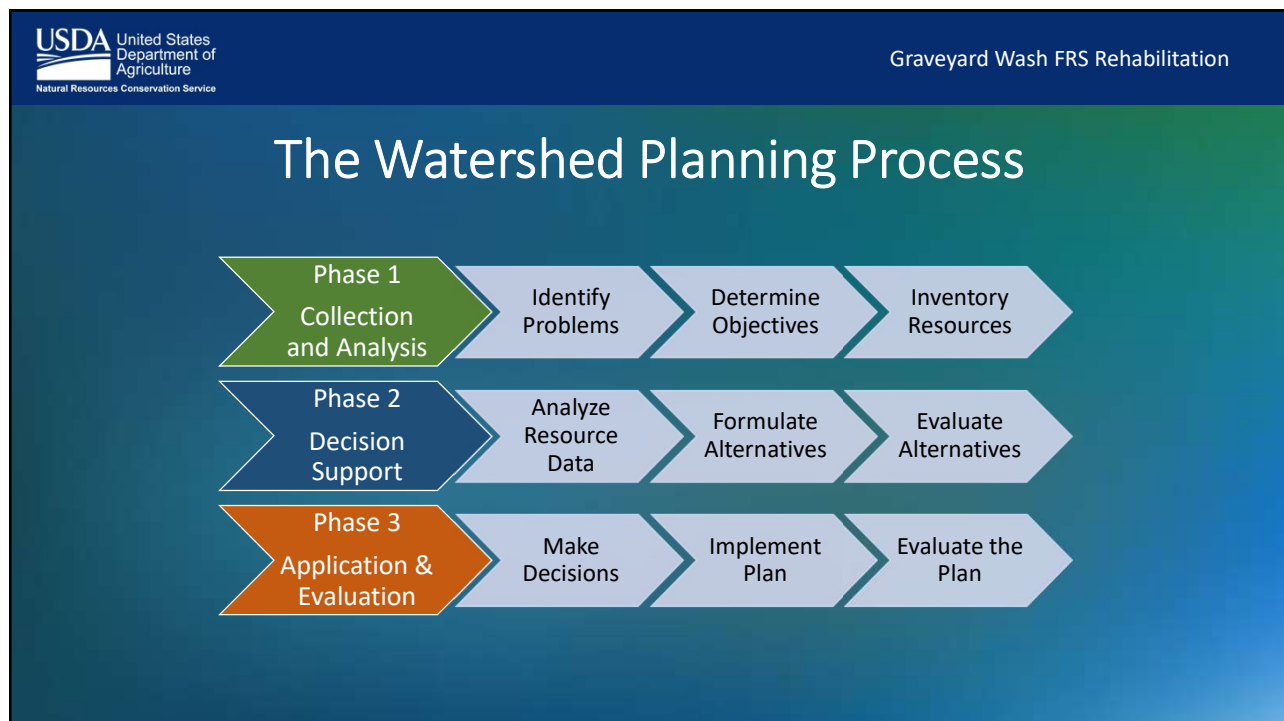 USDA
United States
Department of
Agriculture
Natural Resources Conservation Service
Graveyard Wash FRS Rehabilitation
The Watershed Planning Process
Phase 1
Collection
and Analysis
Identify
Problems
Determine
Objectives
Inventory
Resources
Phase 2
Decision
Support
Analyze
Resource
Data
Formulate
Alternatives
Evaluate
Alternatives
Phase 3
Application &
Evaluation
Make
Decisions
Implement
Plan
Evaluate the
Plan